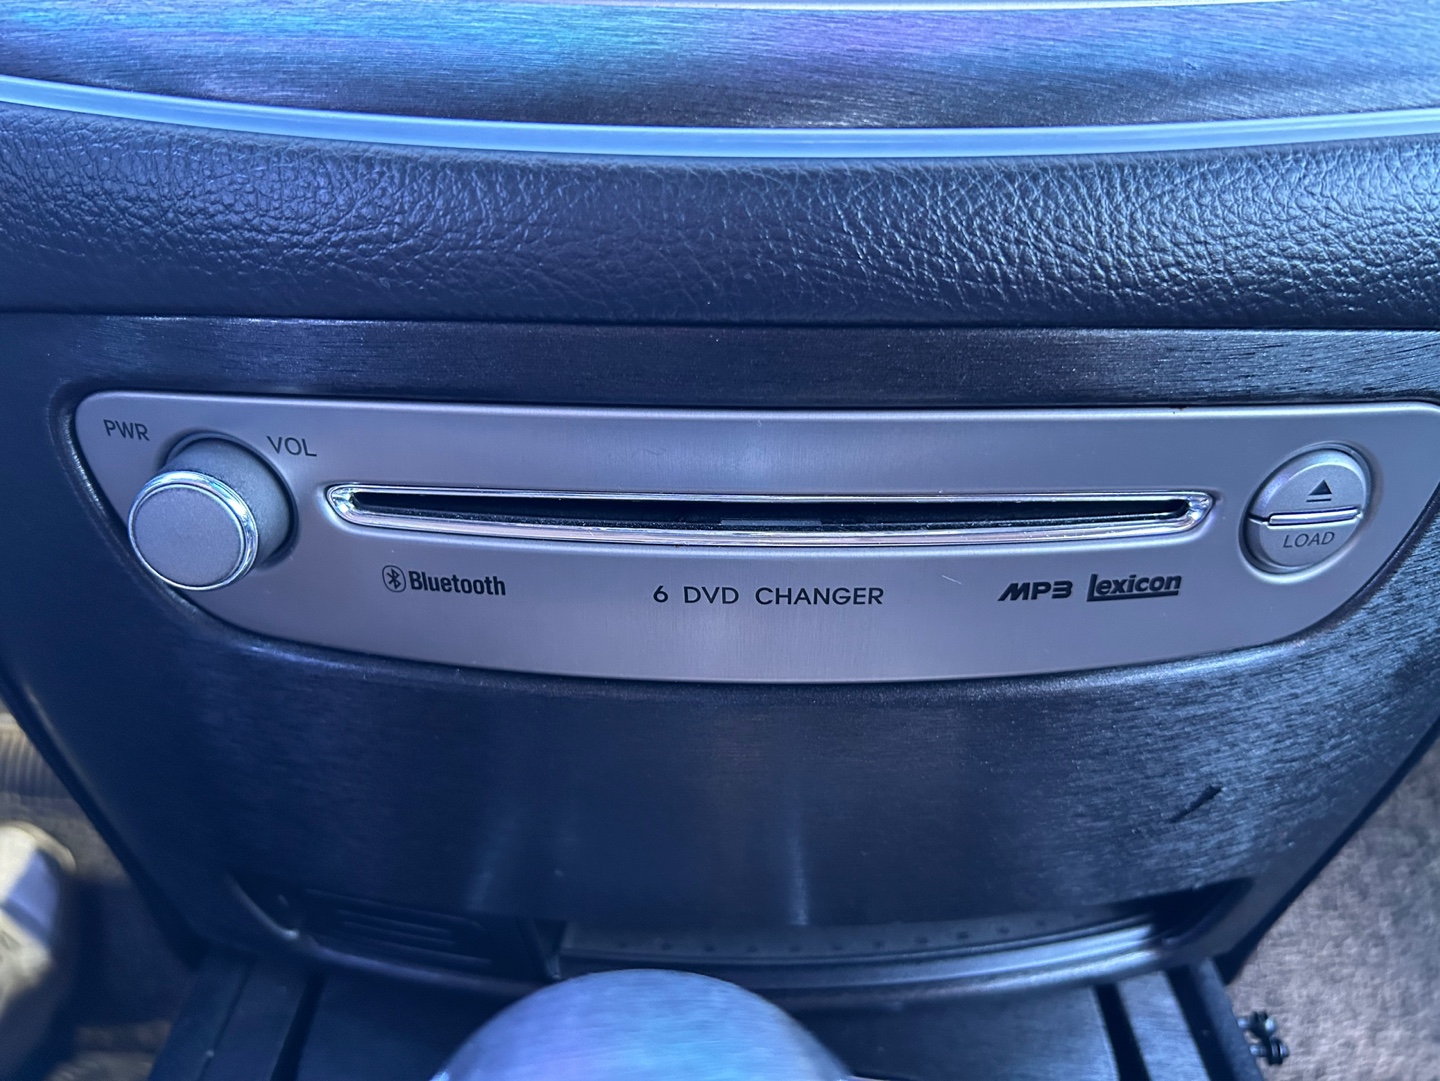 PWR
VOL
LOAD
Bluetooth
6 DVD CHANGER
MP3 lexicon